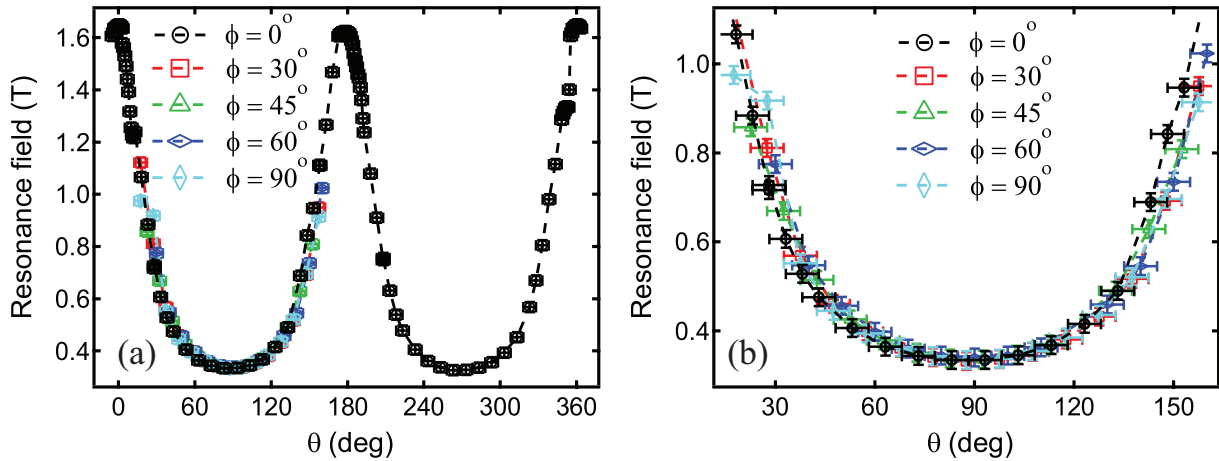 Resonance field (T)
1.6
1.4
1.2
1.0
0.8
0.6
0.4
ϕ = 0°
ϕ = 30°
ϕ = 45°
ϕ = 60°
ϕ = 90°
(a)
0 60 120 180 240 300 360
θ (deg)
Resonance field (T)
1.0
0.8
0.6
0.4
ϕ = 0°
ϕ = 30°
ϕ = 45°
ϕ = 60°
ϕ = 90°
(b)
30 60 90 120 150
θ (deg)